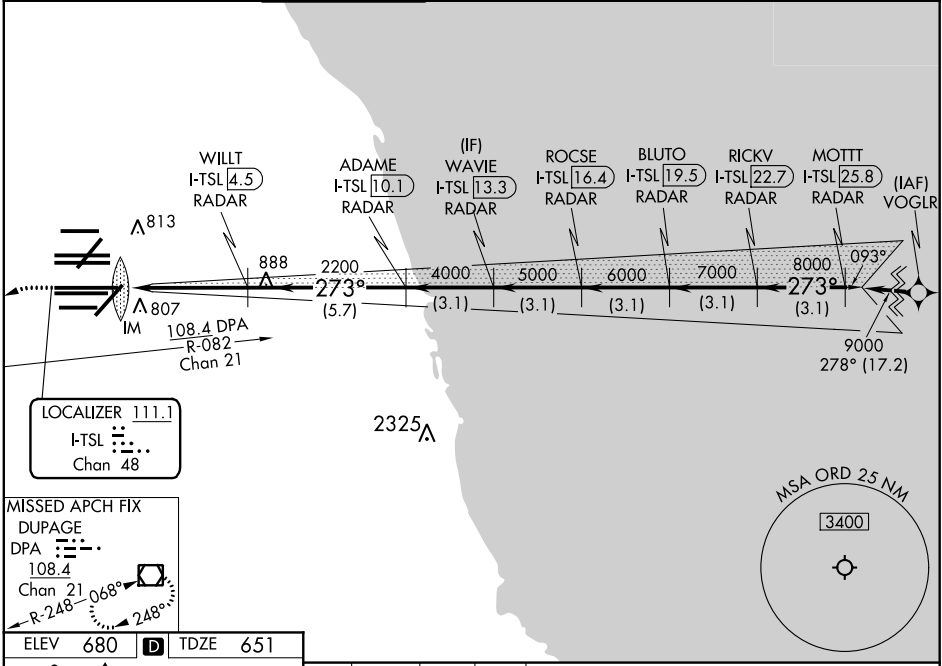 WILLT
I-TSL 4.5
RADAR
ADAME
I-TSL 10.1
RADAR
(IF)
WAVIE
I-TSL 13.3
RADAR
ROCSE
I-TSL 16.4
RADAR
BLUTO
I-TSL 19.5
RADAR
RICKV
I-TSL 22.7
RADAR
MOTTT
I-TSL 25.8
RADAR
(IAF)
VOGLR
813
888
807
IM
2200
273°
(5.7)
4000
(3.1)
5000
(3.1)
6000
(3.1)
7000
(3.1)
8000
273°
(3.1)
093°
9000
278° (17.2)
108.4 DPA
R-082
Chan 21
LOCALIZER 111.1
I-TSL
Chan 48
2325
MISSED APCH FIX
DUPAGE
DPA
108.4
Chan 21
R-248
068°
248°
MSA ORD 25 NM
3400
ELEV 680 D TDZE 651